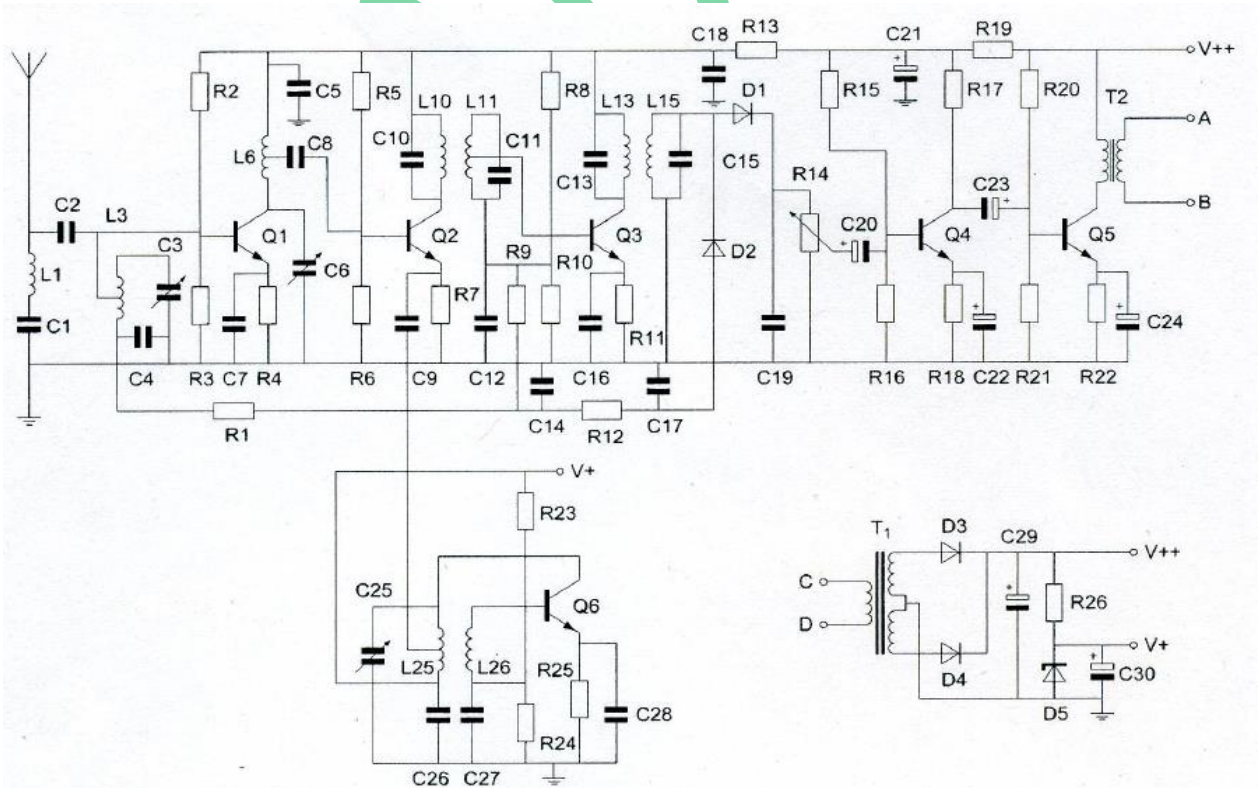 C18 R13 C21 R19
V++
R2 C5 R5 L10 L11 R8 L13 L15 D1 R15 R17 R20 T2
C10 A
C8 C11 C15
L6 C13
R14 C23
C2 L3 C20 B
C3 Q1 Q2 Q3 D2 Q4 Q5
R9 R10
L1 C6 R7
C1 R11 C24
C4 R3 C7 R4 R6 C9 C12 C16 C19 R16 R18 C22 R21 R22
R1 C14 R12 C17
V+
R23
T1 D3 C29
V++
C25 Q6 C
R26
D
L25 L26 R25 V+
D4 C30
C28 D5
R24
C26 C27